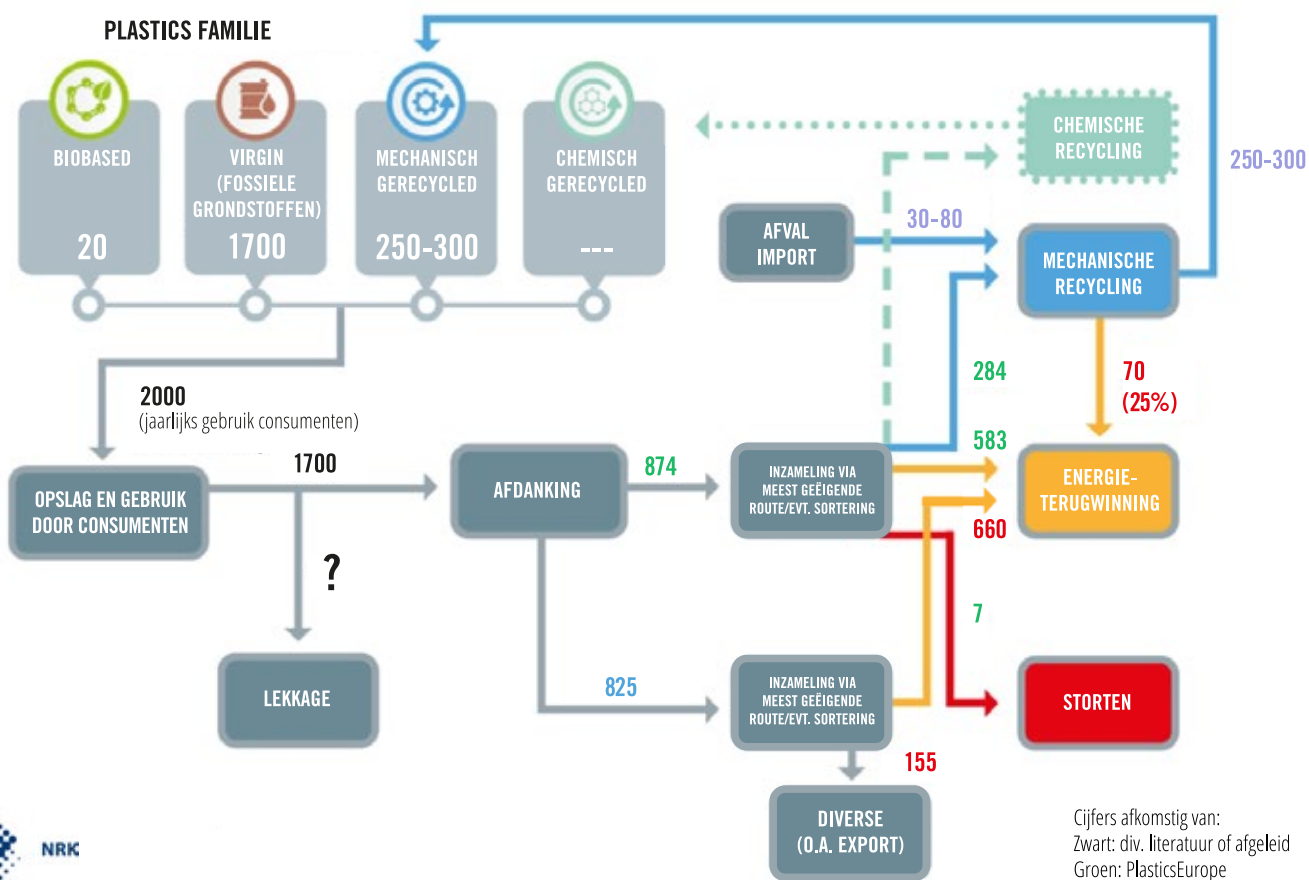 PLASTICS FAMILIE
BIOBASED
20
VIRGIN
(FOSSIELE
GRONDSTOFFEN)
1700
MECHANISCH
GERECYCLED
250-300
CHEMISCH
GERECYCLED
---
CHEMISCHE
RECYCLING
250-300
AFVAL
IMPORT
30-80
MECHANISCHE
RECYCLING
284
70
(25%)
2000
(jaarlijks gebruik consumenten)
OPSLAG EN GEBRUIK
DOOR CONSUMENTEN
1700
AFDANKING
874
INZAMELING VIA
MEEST GEËIGENDE
ROUTE/EVT. SORTERING
583
660
ENERGIE-
TERUGWINNING
?
7
LEKKAGE
825
INZAMELING VIA
MEEST GEËIGENDE
ROUTE/EVT. SORTERING
STORTEN
155
DIVERSE
(O.A. EXPORT)
NRK
Cijfers afkomstig van:
Zwart: div. literatuur of afgeleid
Groen: PlasticsEurope